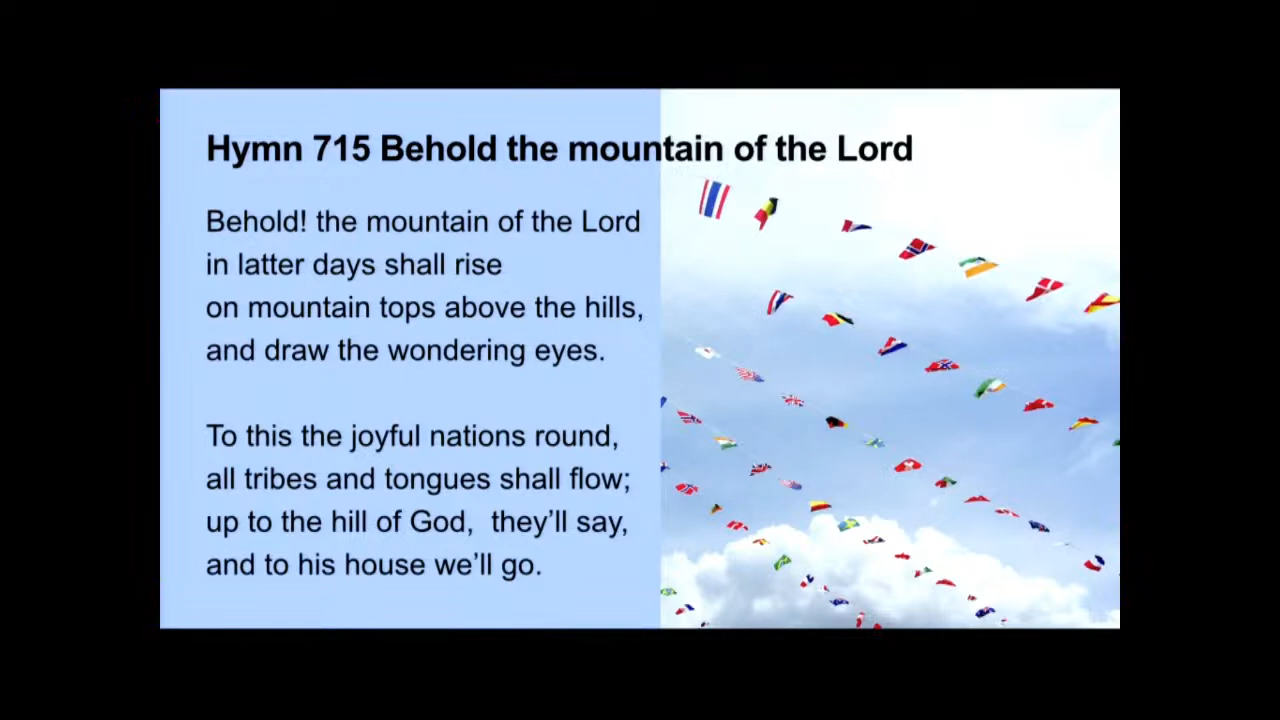 Hymn 715 Behold the mountain of the Lord
Behold! the mountain of the Lord
in latter days shall rise
on mountain tops above the hills,
and draw the wondering eyes.
To this the joyful nations round,
all tribes and tongues shall flow;
up to the hill of God,  they’ll say,
and to his house we’ll go.